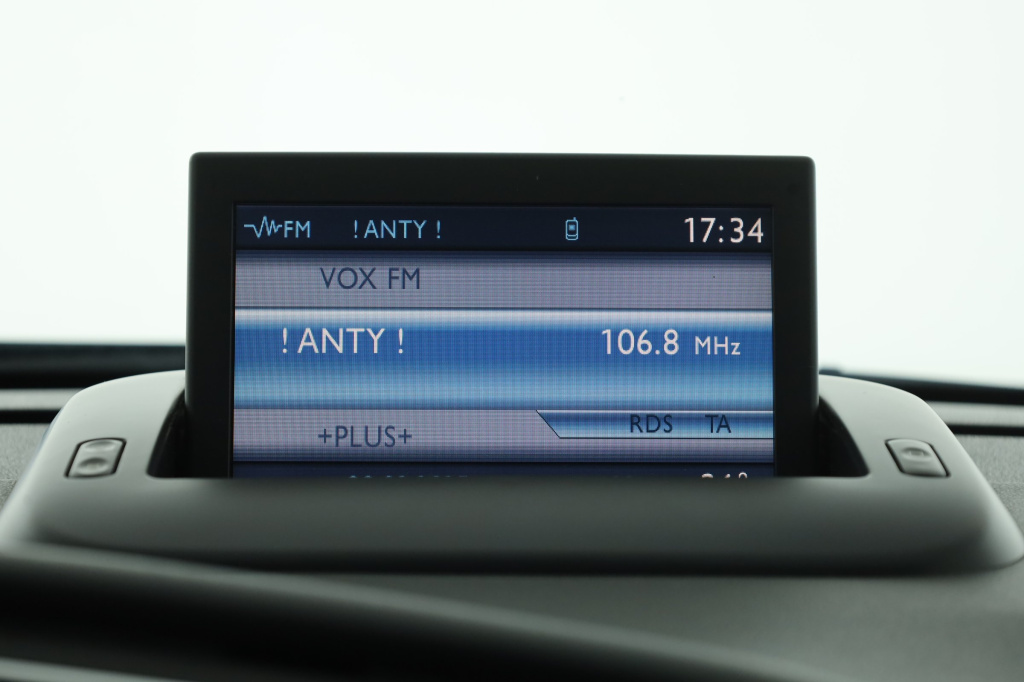 FM ! ANTY ! 17:34
VOX FM
! ANTY ! 106.8 MHz
+PLUS+ RDS TA